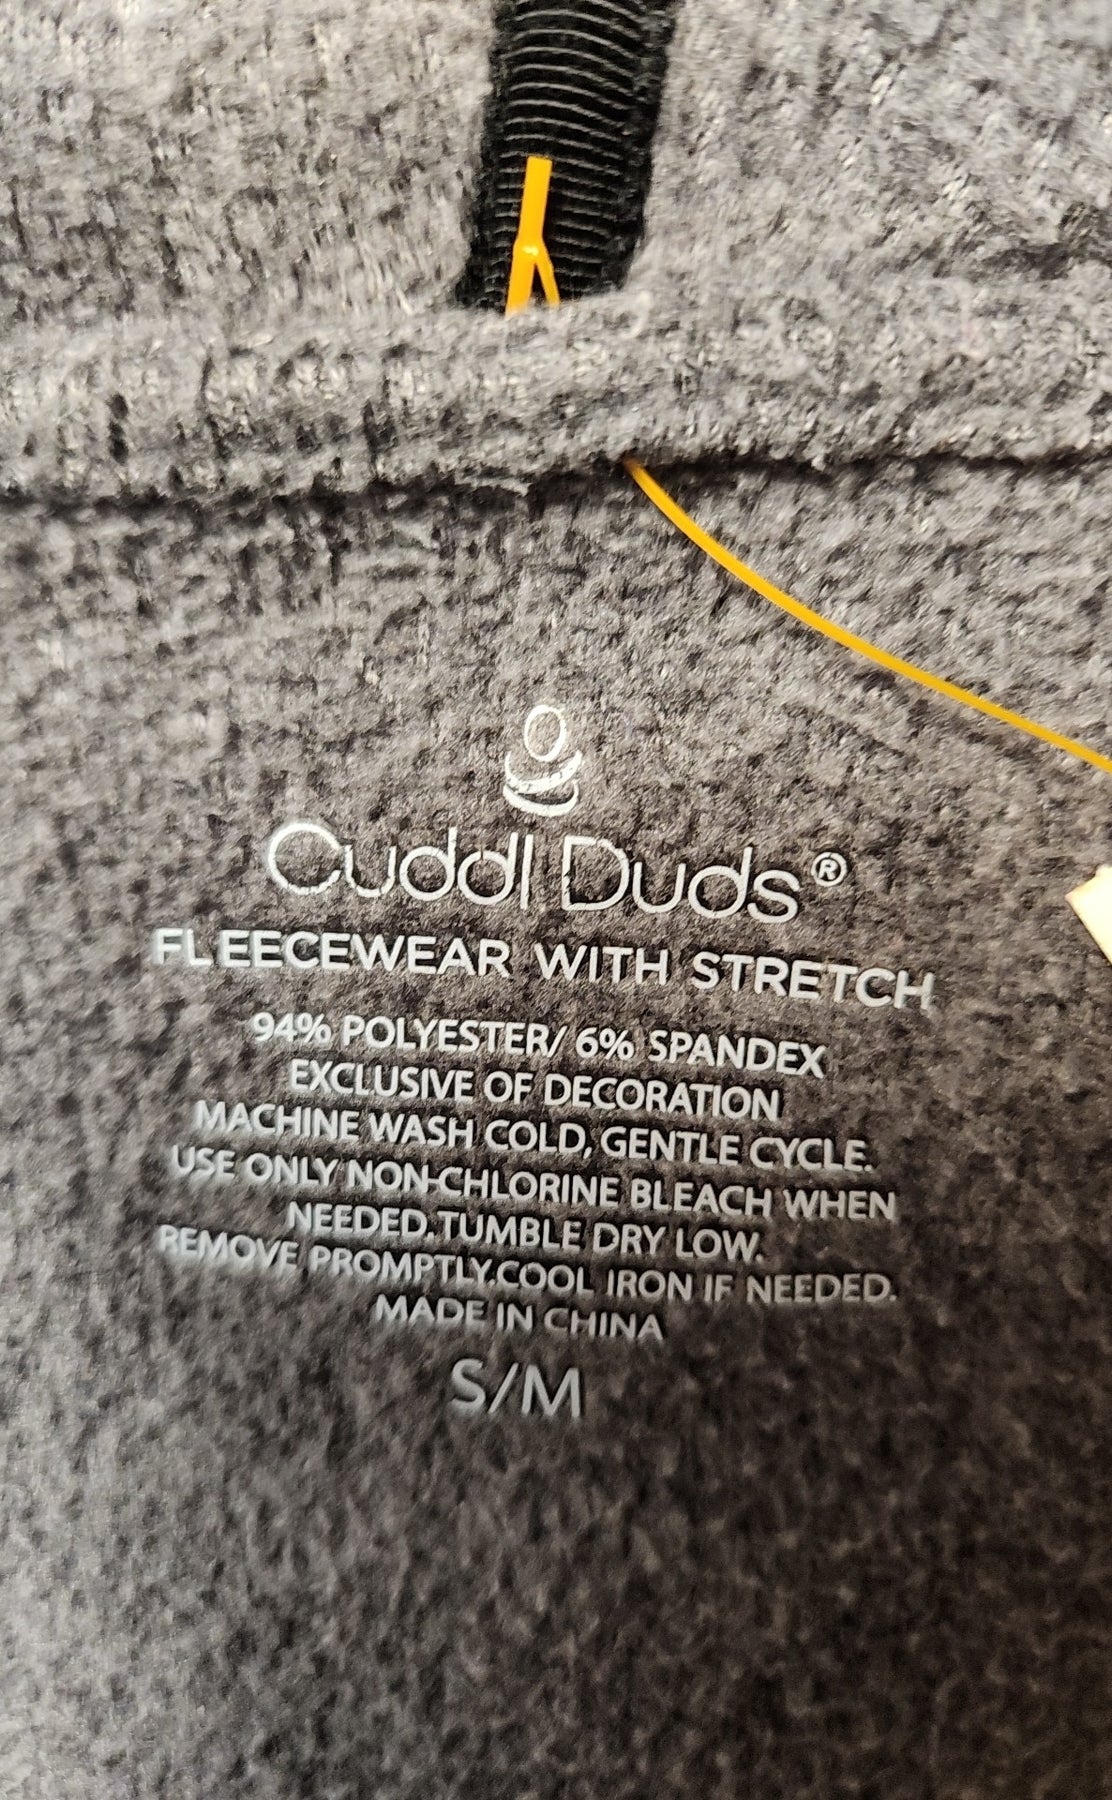 Cuddl Duds®
FLEECEWEAR WITH STRETCH
94% POLYESTER/ 6% SPANDEX
EXCLUSIVE OF DECORATION
MACHINE WASH COLD, GENTLE CYCLE.
USE ONLY NON-CHLORINE BLEACH WHEN
NEEDED. TUMBLE DRY LOW.
REMOVE PROMPTLY. COOL IRON IF NEEDED.
MADE IN CHINA
S/M